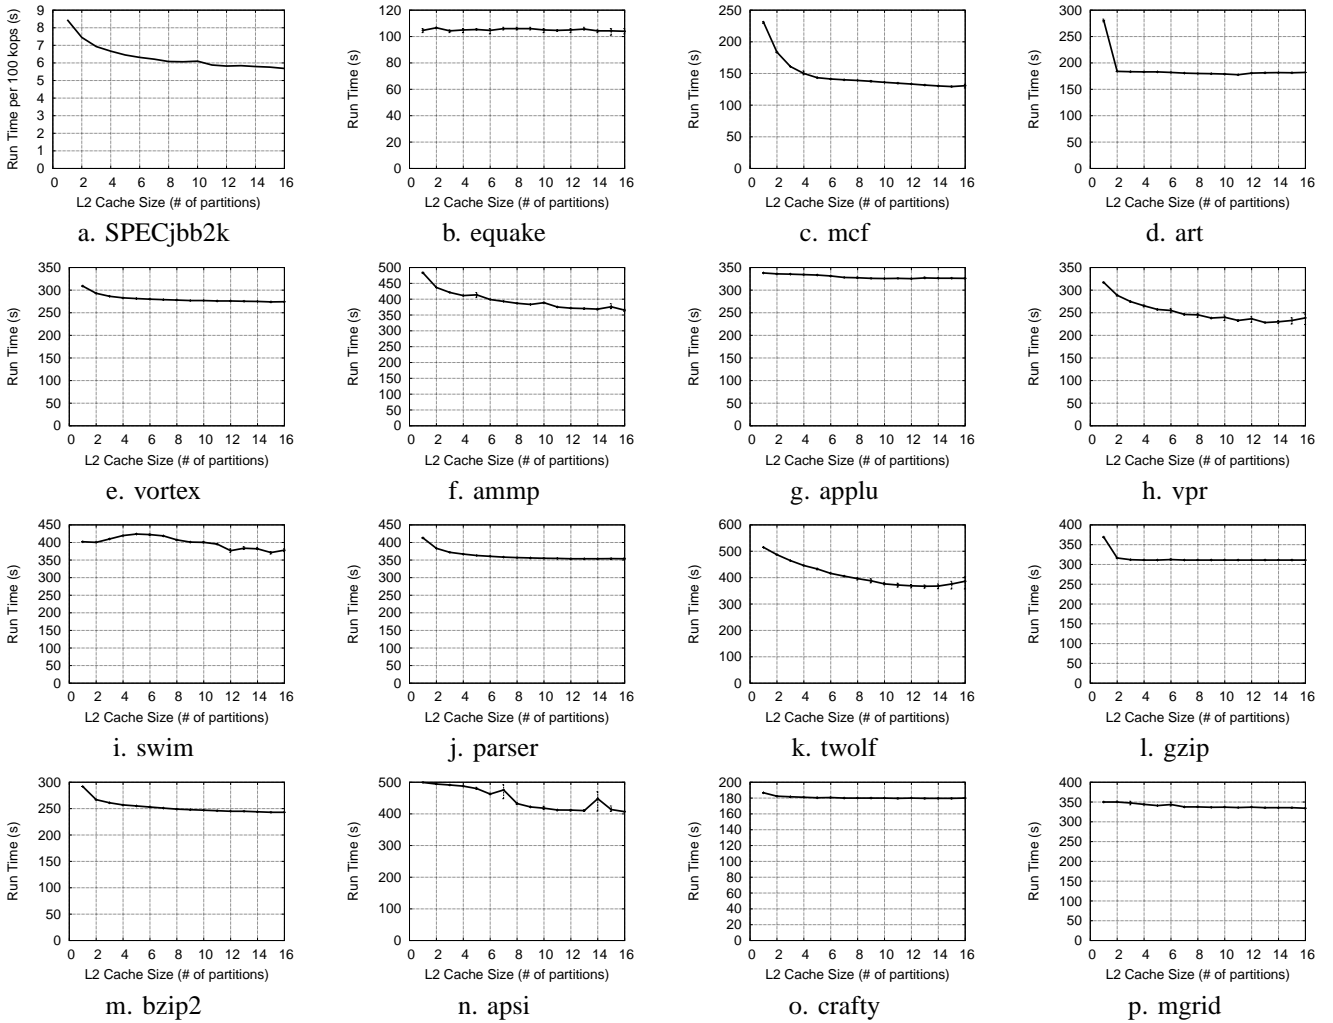 Run Time per 100 kops (s)
9
8
7
6
5
4
3
2
1
0
0 2 4 6 8 10 12 14 16
L2 Cache Size (# of partitions)
a. SPECjbb2k
Run Time (s)
120
100
80
60
40
20
0
0 2 4 6 8 10 12 14 16
L2 Cache Size (# of partitions)
b. equake
Run Time (s)
250
200
150
100
50
0
0 2 4 6 8 10 12 14 16
L2 Cache Size (# of partitions)
c. mcf
Run Time (s)
300
250
200
150
100
50
0
0 2 4 6 8 10 12 14 16
L2 Cache Size (# of partitions)
d. art
Run Time (s)
350
300
250
200
150
100
50
0
0 2 4 6 8 10 12 14 16
L2 Cache Size (# of partitions)
e. vortex
Run Time (s)
500
450
400
350
300
250
200
150
100
50
0
0 2 4 6 8 10 12 14 16
L2 Cache Size (# of partitions)
f. ammp
Run Time (s)
350
300
250
200
150
100
50
0
0 2 4 6 8 10 12 14 16
L2 Cache Size (# of partitions)
g. applu
Run Time (s)
350
300
250
200
150
100
50
0
0 2 4 6 8 10 12 14 16
L2 Cache Size (# of partitions)
h. vpr
Run Time (s)
450
400
350
300
250
200
150
100
50
0
0 2 4 6 8 10 12 14 16
L2 Cache Size (# of partitions)
i. swim
Run Time (s)
450
400
350
300
250
200
150
100
50
0
0 2 4 6 8 10 12 14 16
L2 Cache Size (# of partitions)
j. parser
Run Time (s)
600
500
400
300
200
100
0
0 2 4 6 8 10 12 14 16
L2 Cache Size (# of partitions)
k. twolf
Run Time (s)
400
350
300
250
200
150
100
50
0
0 2 4 6 8 10 12 14 16
L2 Cache Size (# of partitions)
l. gzip
Run Time (s)
300
250
200
150
100
50
0
0 2 4 6 8 10 12 14 16
L2 Cache Size (# of partitions)
m. bzip2
Run Time (s)
500
400
300
200
100
0
0 2 4 6 8 10 12 14 16
L2 Cache Size (# of partitions)
n. apsi
Run Time (s)
200
180
160
140
120
100
80
60
40
20
0
0 2 4 6 8 10 12 14 16
L2 Cache Size (# of partitions)
o. crafty
Run Time (s)
400
350
300
250
200
150
100
50
0
0 2 4 6 8 10 12 14 16
L2 Cache Size (# of partitions)
p. mgrid